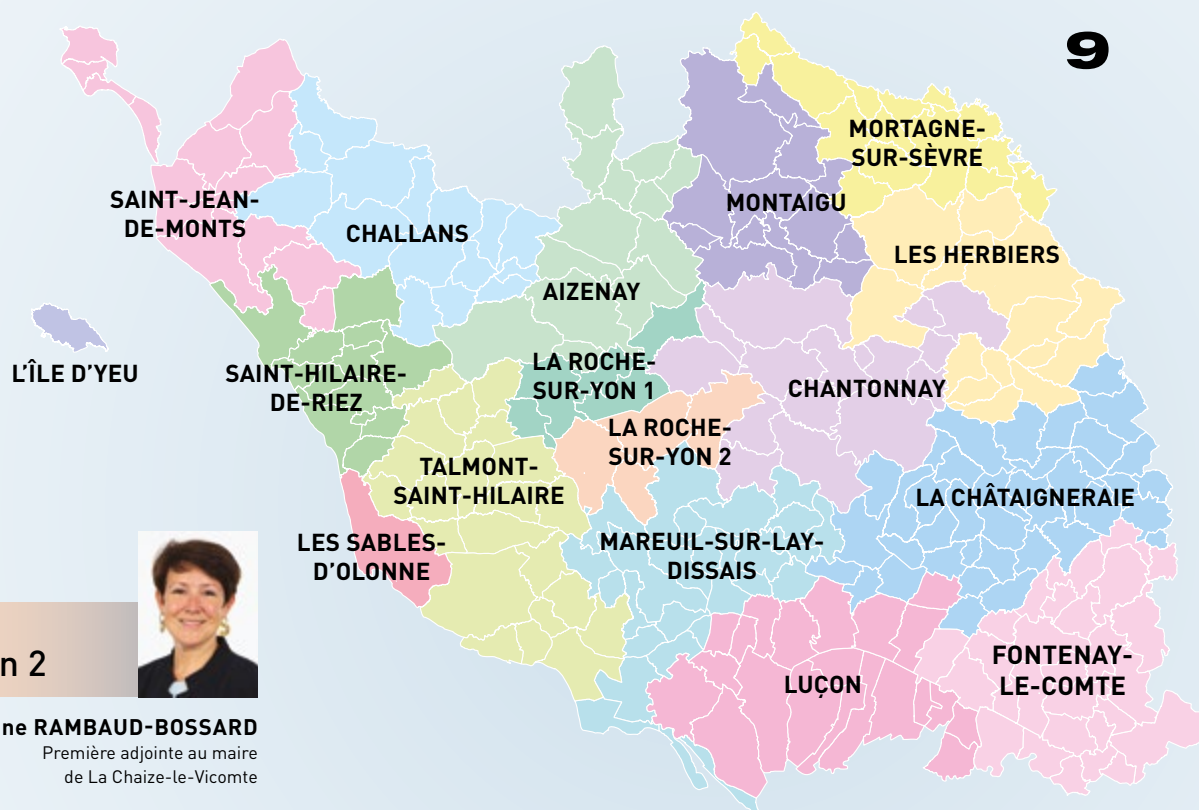 9
MORTAGNE-
SUR-SÈVRE
SAINT-JEAN-
DE-MONTS
MONTAIGU
CHALLANS
LES HERBIERS
AIZENAY
L'ÎLE D'YEU
SAINT-HILAIRE-
DE-RIEZ
LA ROCHE-
SUR-YON 1
CHANTONNAY
LA ROCHE-
SUR-YON 2
TALMONT-
SAINT-HILAIRE
LA CHÂTAIGNERAIE
LES SABLES-
D'OLONNE
MAREUIL-SUR-LAY-
DISSAIS
LUÇON
FONTENAY-
LE-COMTE
n 2
ne RAMBAUD-BOSSARD
Première adjointe au maire
de La Chaize-le-Vicomte